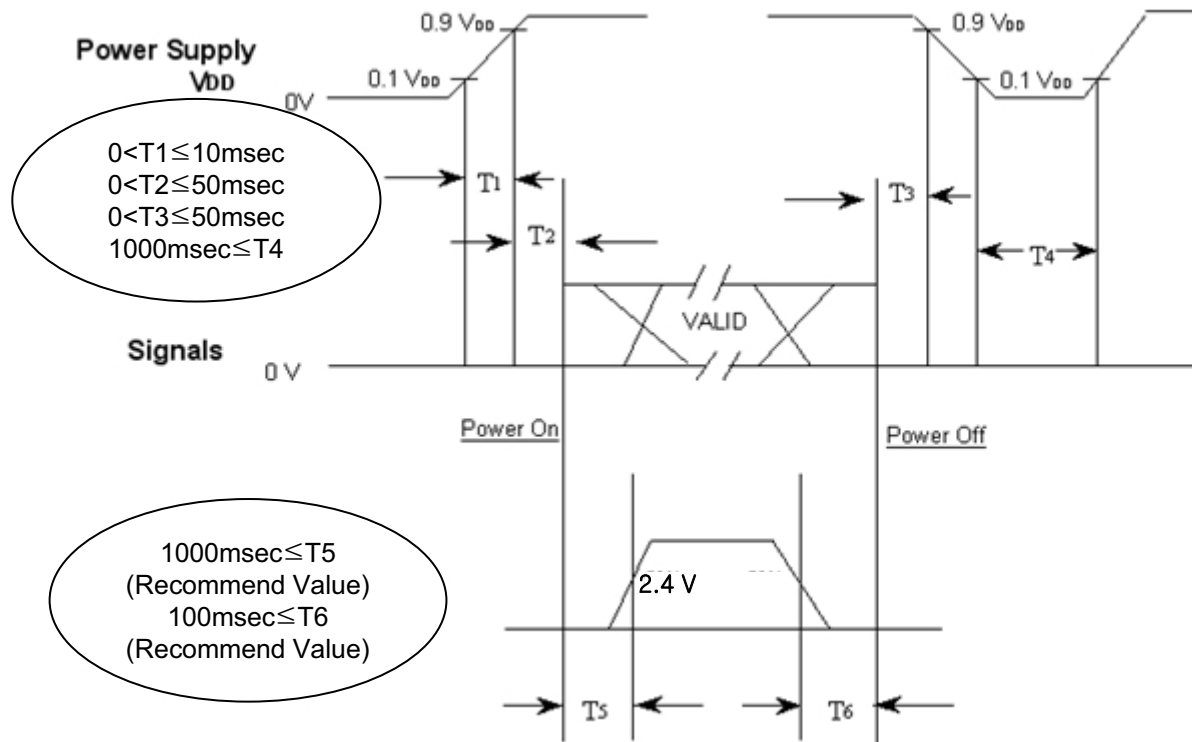 0.9 VDD
0.9 VDD
Power Supply
VDD
0.1 VDD
0.1 VDD
0V
0<T1≦10msec
0<T2≦50msec
0<T3≦50msec
1000msec≦T4
T1
T3
T2
T4
VALID
Signals
0 V
Power On
Power Off
1000msec≦T5
(Recommend Value)
100msec≦T6
(Recommend Value)
2.4 V
T5
T6